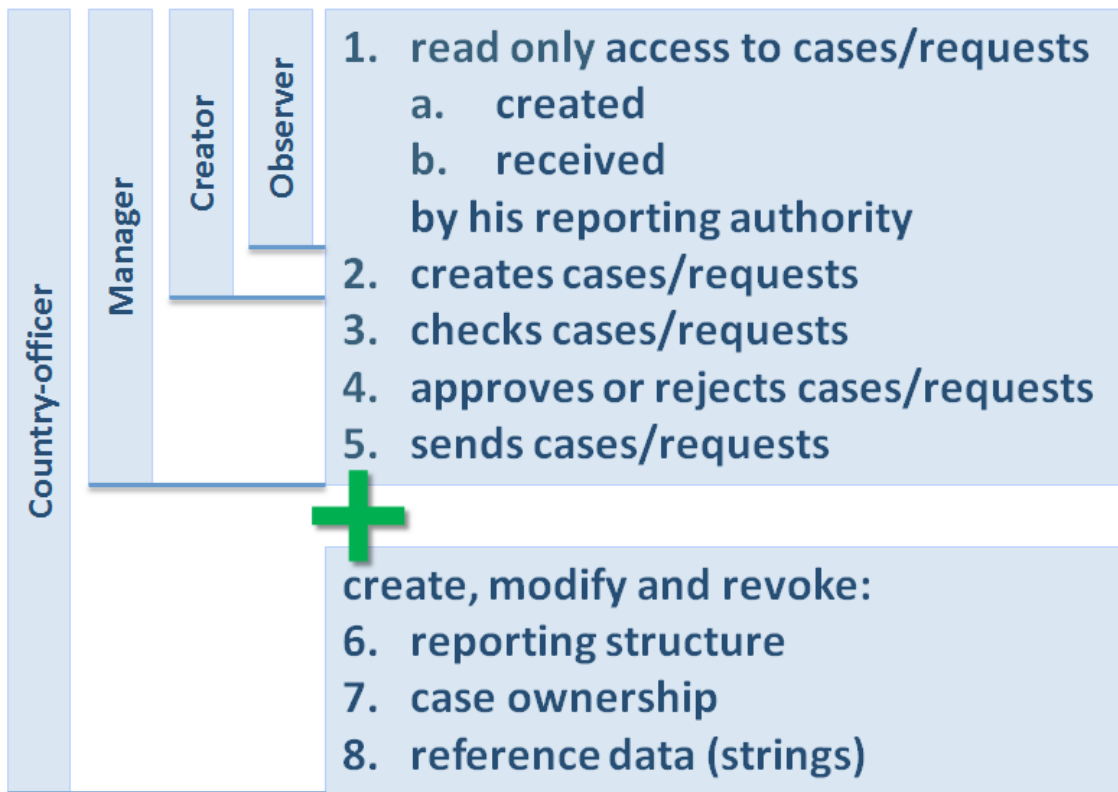 Country-officer
Manager
Creator
Observer
1. read only access to cases/requests
a. created
b. received
by his reporting authority
2. creates cases/requests
3. checks cases/requests
4. approves or rejects cases/requests
5. sends cases/requests
create, modify and revoke:
6. reporting structure
7. case ownership
8. reference data (strings)